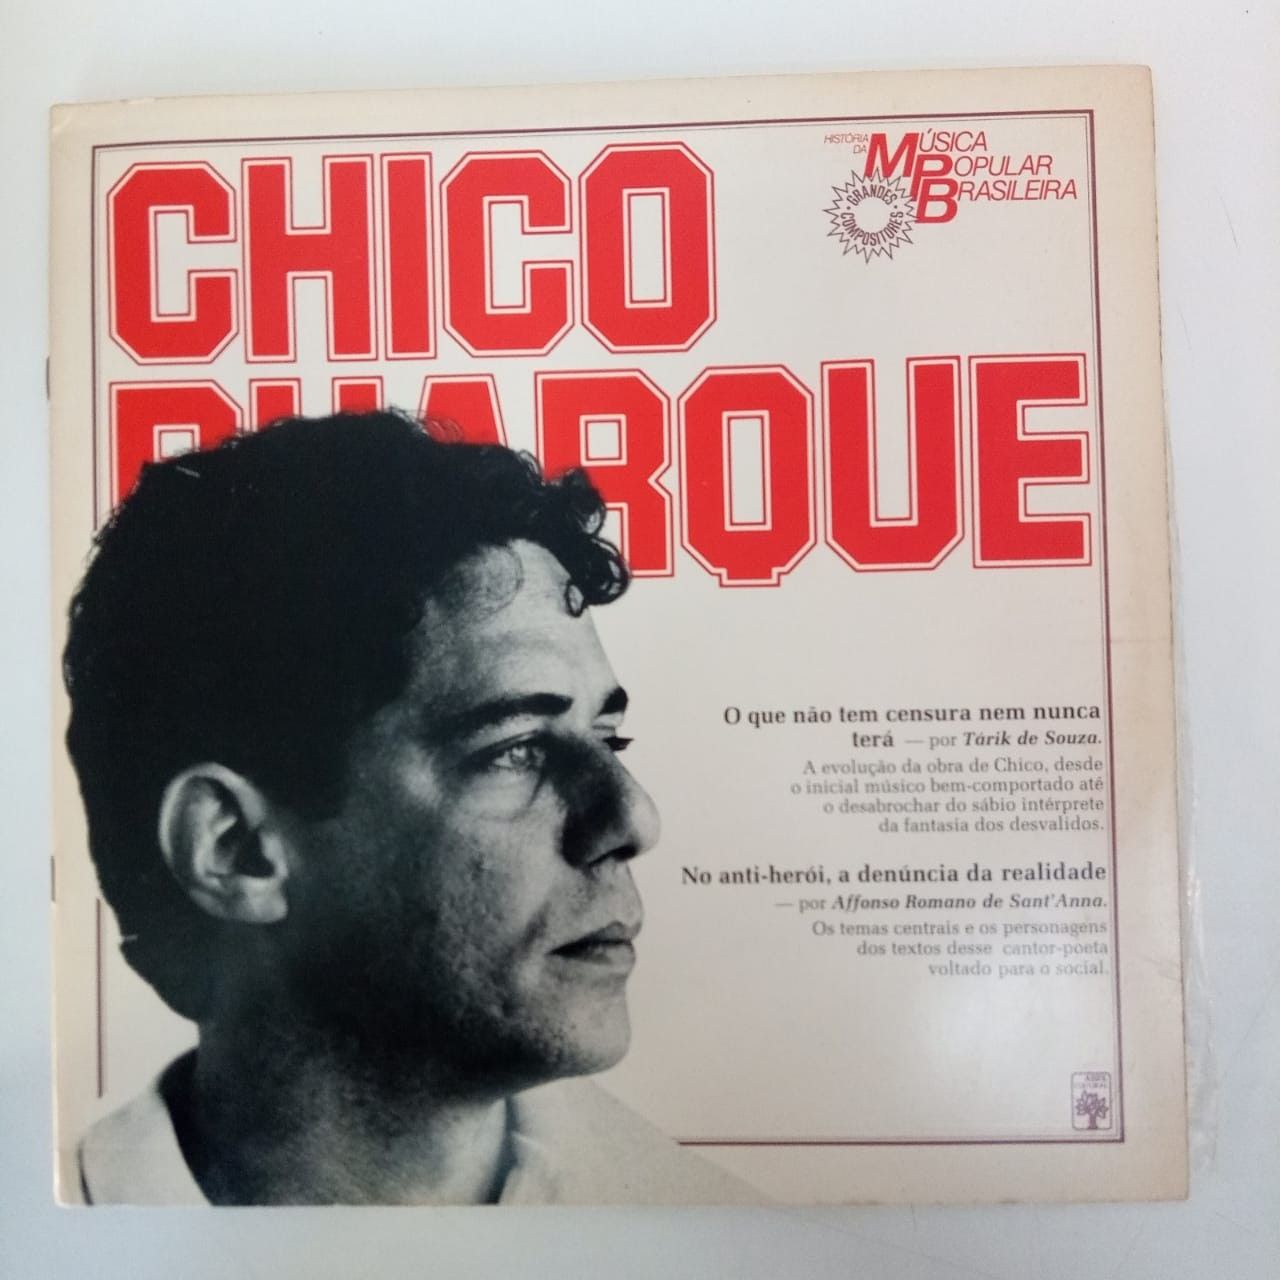 CHICO
BUARQUE
HISTÓRIA
DA
MÚSICA
POPULAR
BRASILEIRA
GRANDES
COMPOSITORES
O que não tem censura nem nunca
terá — por Tárik de Souza.
A evolução da obra de Chico, desde
o inicial músico bem-comportado até
o desabrochar do sábio intérprete
da fantasia dos desvalidos.
No anti-herói, a denúncia da realidade
— por Affonso Romano de Sant'Anna.
Os temas centrais e os personagens
dos textos desse cantor-poeta
voltado para o social.
ABRIL
CULTURAL